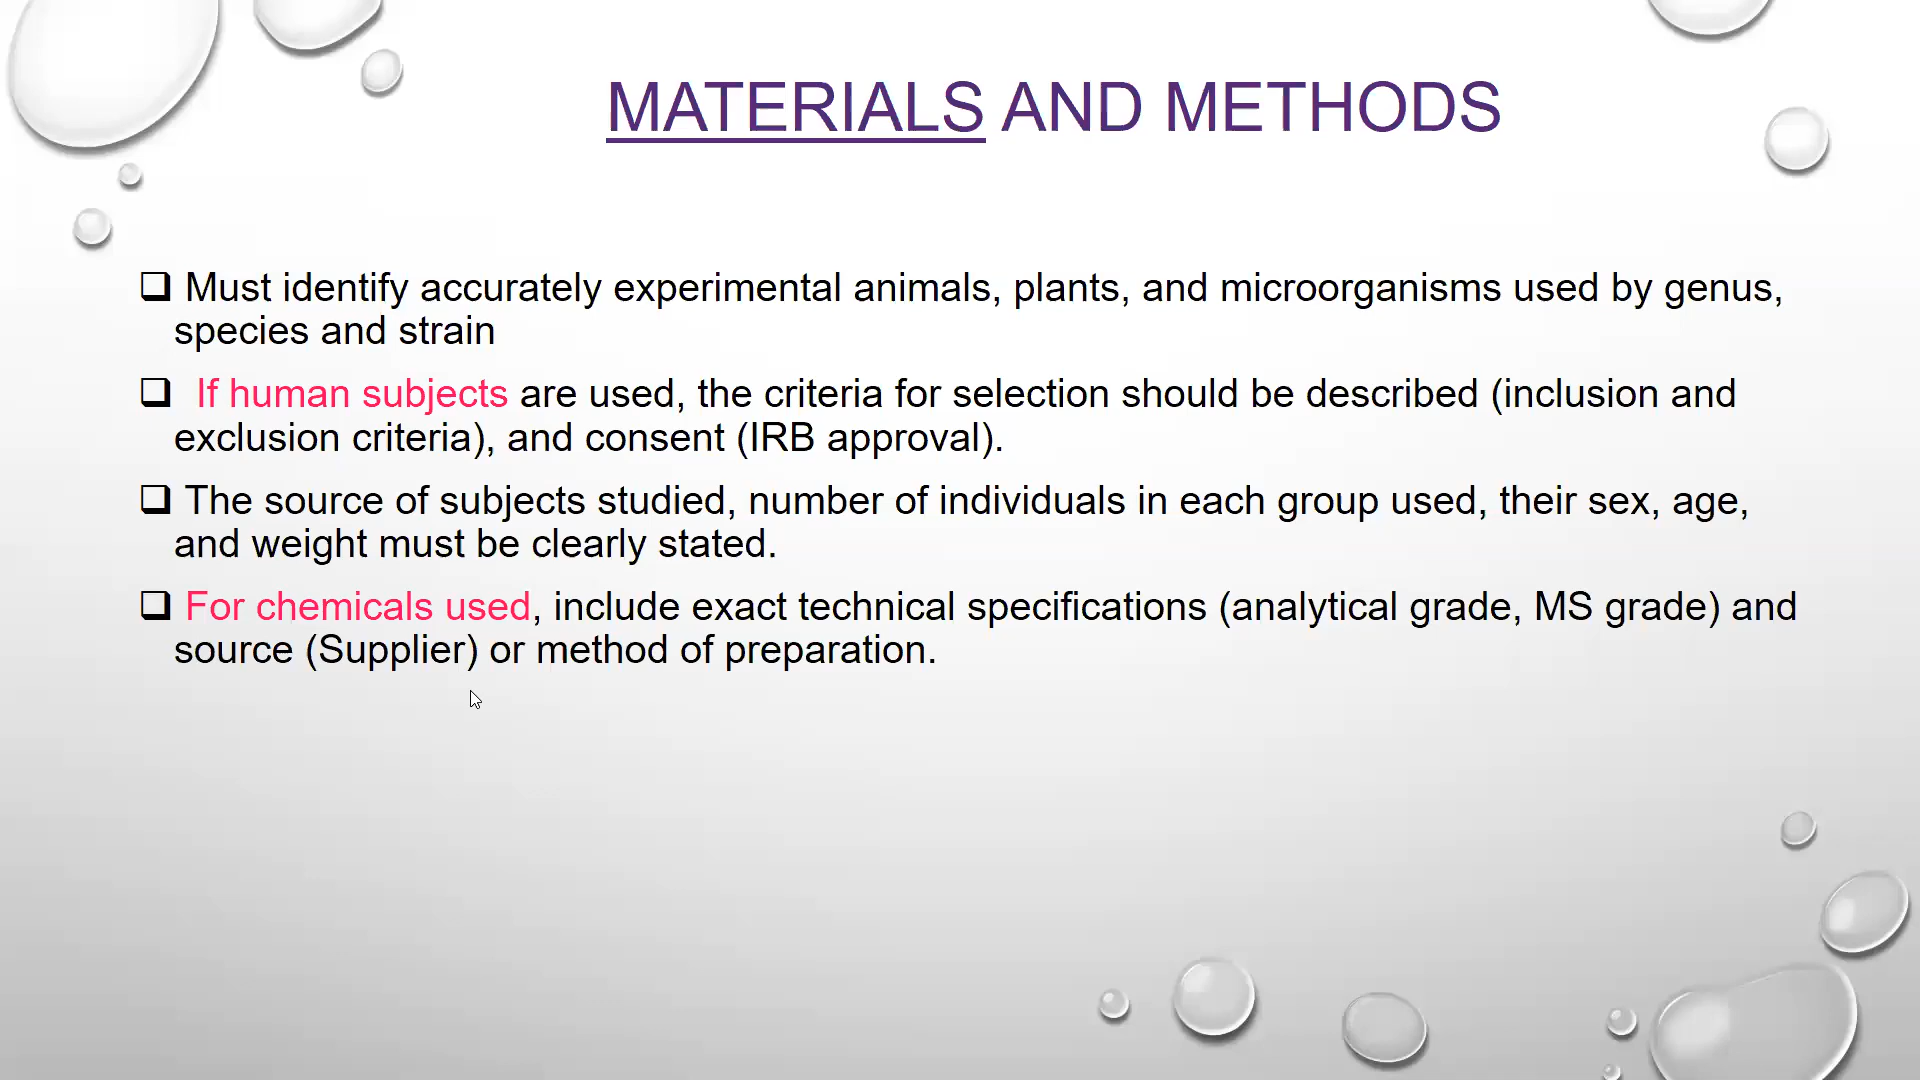 MATERIALS AND METHODS
❑ Must identify accurately experimental animals, plants, and microorganisms used by genus,
species and strain
❑ If human subjects are used, the criteria for selection should be described (inclusion and
exclusion criteria), and consent (IRB approval).
❑ The source of subjects studied, number of individuals in each group used, their sex, age,
and weight must be clearly stated.
❑ For chemicals used, include exact technical specifications (analytical grade, MS grade) and
source (Supplier) or method of preparation.